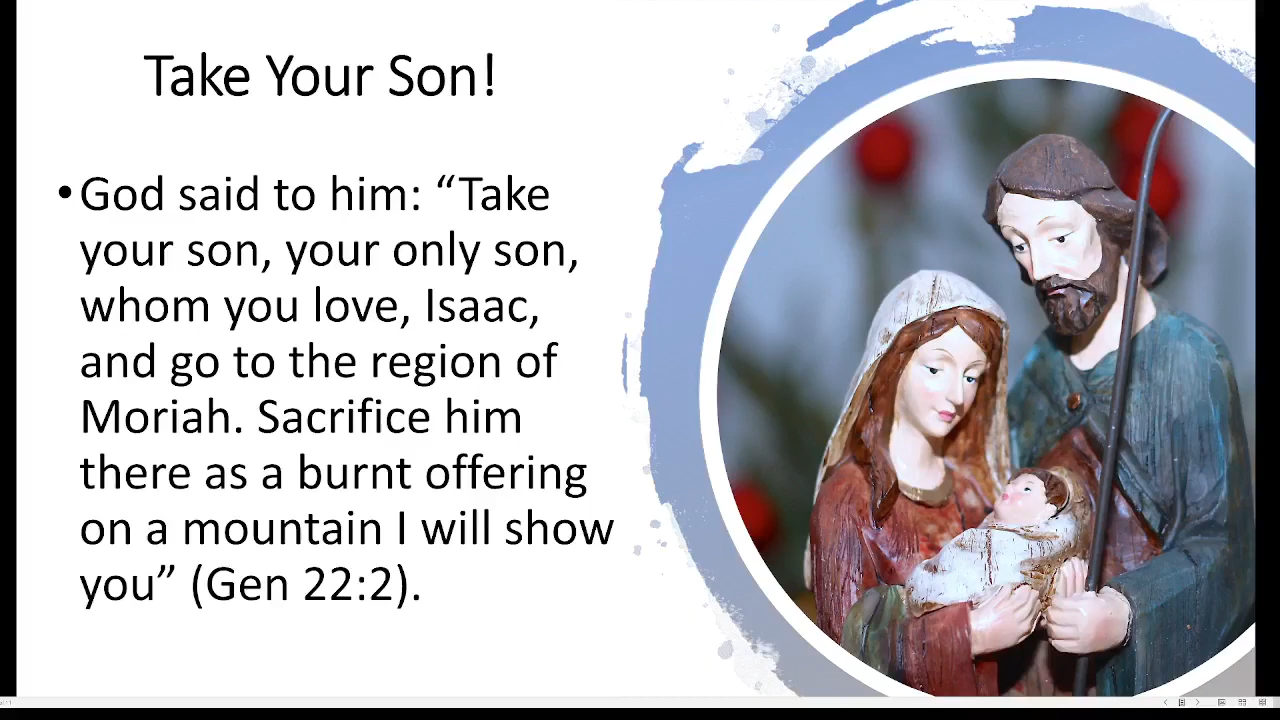 Take Your Son!
•God said to him: “Take
your son, your only son,
whom you love, Isaac,
and go to the region of
Moriah. Sacrifice him
there as a burnt offering
on a mountain I will show
you” (Gen 22:2).